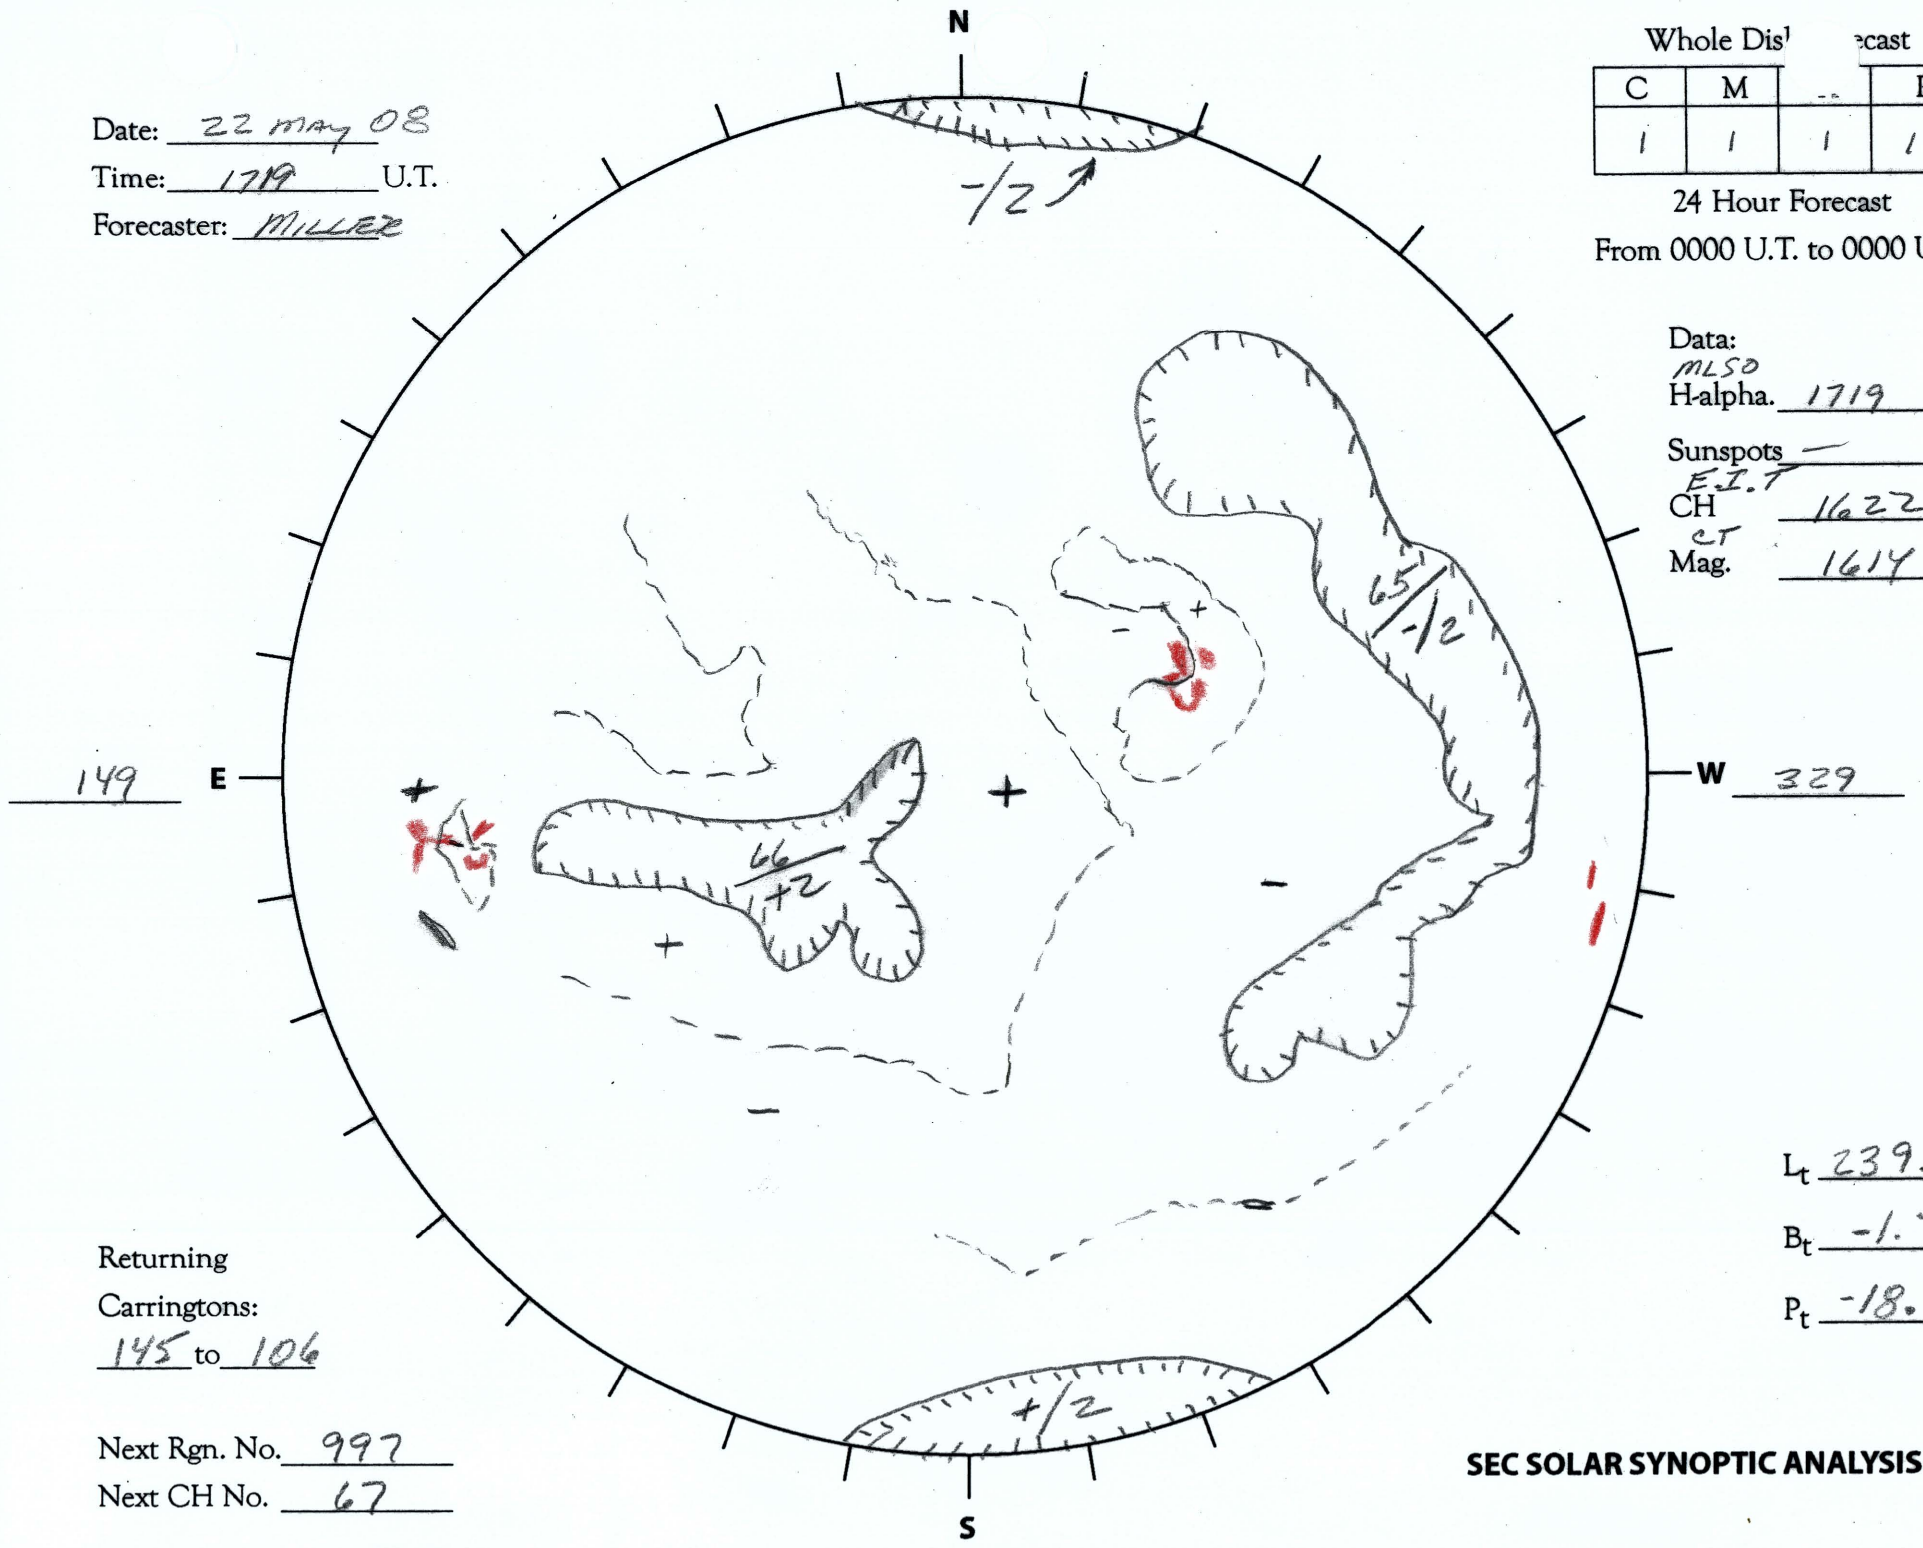 N
Whole Dis ecast
C M
1 1 1 1
24 Hour Forecast
From 0000 U.T. to 0000 U
Date: 22 MAY 08
Time: 1719 U.T.
Forecaster: MILLER
-/2
Data:
MLSO
H-alpha. 1719
Sunspots —
E.I.T
CH 1622
CT
Mag. 1614
65/-/2
+
-
149 E
+
+
W 329
66/+2
-
+
-
Lt 239.
Bt -1.
Pt -18.
Returning
Carringtons:
145 to 106
+/2
Next Rgn. No. 997
Next CH No. 67
SEC SOLAR SYNOPTIC ANALYSIS
S